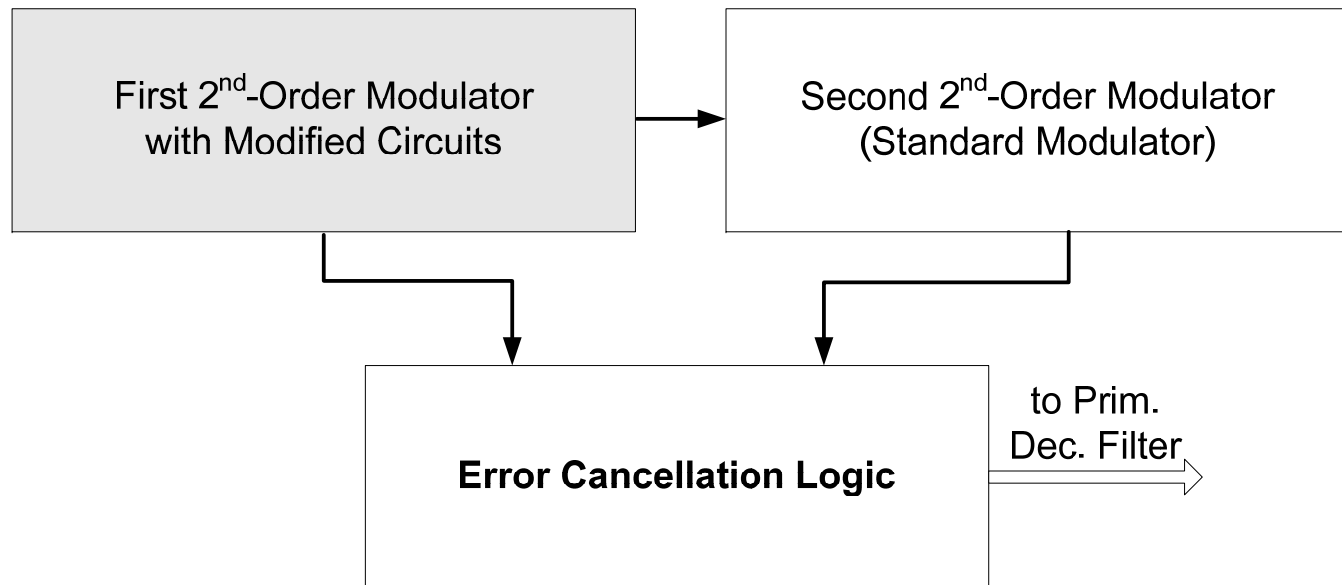 First 2nd-Order Modulator
with Modified Circuits
Second 2nd-Order Modulator
(Standard Modulator)
Error Cancellation Logic
to Prim.
Dec. Filter